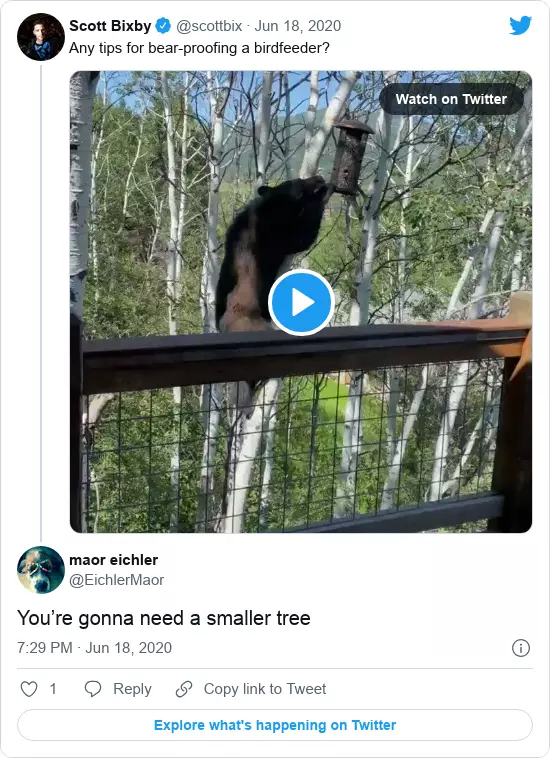 Scott Bixby @scottbix · Jun 18, 2020
Any tips for bear-proofing a birdfeeder?
Watch on Twitter
maor eichler
@EichlerMaor
You’re gonna need a smaller tree
7:29 PM · Jun 18, 2020
1 Reply Copy link to Tweet
Explore what's happening on Twitter